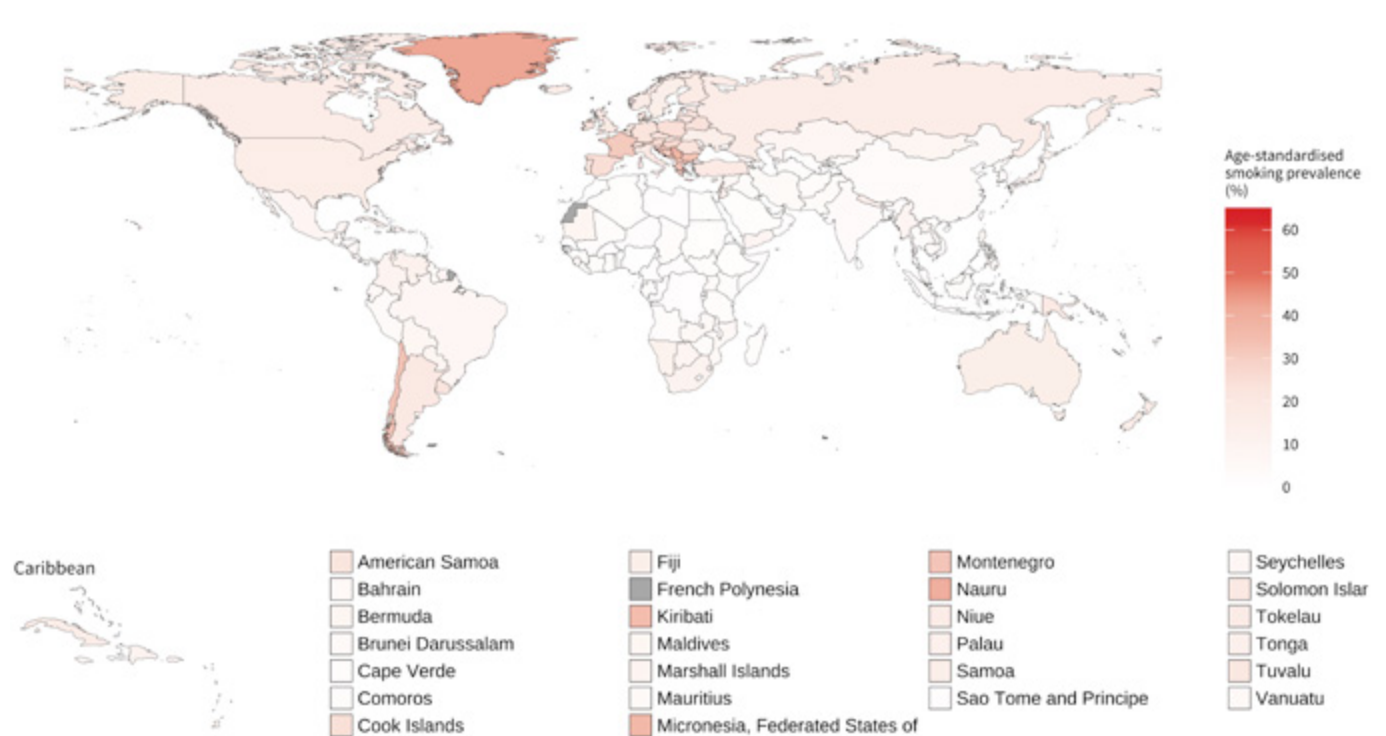 Age-standardised
smoking prevalence
(%)
60
50
40
30
20
10
0
Caribbean
American Samoa
Bahrain
Bermuda
Brunei Darussalam
Cape Verde
Comoros
Cook Islands
Fiji
French Polynesia
Kiribati
Maldives
Marshall Islands
Mauritius
Micronesia, Federated States of
Montenegro
Nauru
Niue
Palau
Samoa
Sao Tome and Principe
Seychelles
Solomon Islar
Tokelau
Tonga
Tuvalu
Vanuatu